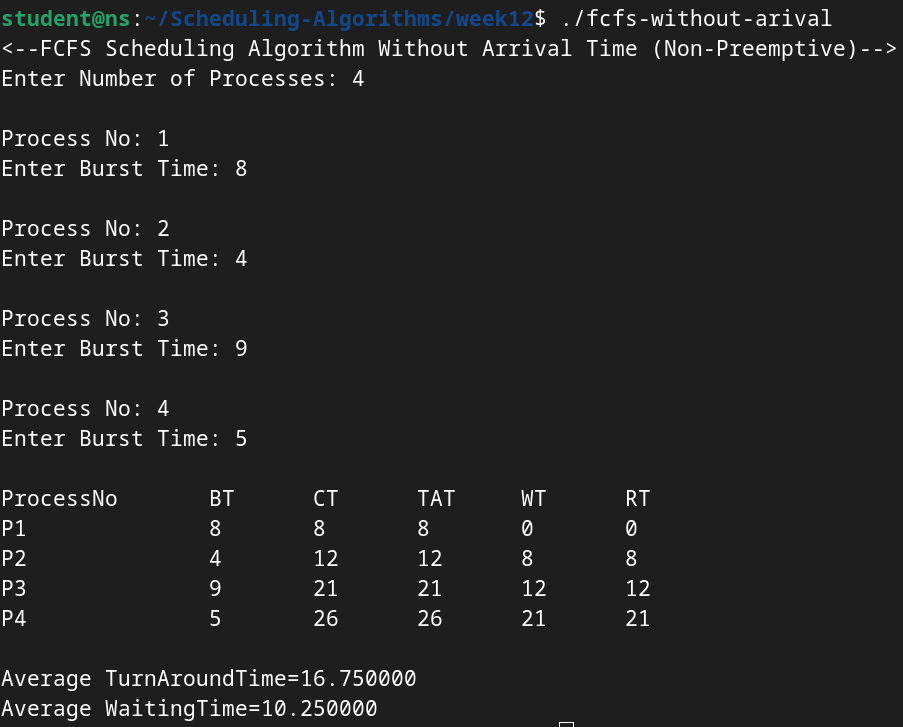 student@ns:~/Scheduling-Algorithms/week12$ ./fcfs-without-arival
<--FCFS Scheduling Algorithm Without Arrival Time (Non-Preemptive)-->
Enter Number of Processes: 4
Process No: 1
Enter Burst Time: 8
Process No: 2
Enter Burst Time: 4
Process No: 3
Enter Burst Time: 9
Process No: 4
Enter Burst Time: 5
ProcessNo BT CT TAT WT RT
P1 8 8 8 0 0
P2 4 12 12 8 8
P3 9 21 21 12 12
P4 5 26 26 21 21
Average TurnAroundTime=16.750000
Average WaitingTime=10.250000